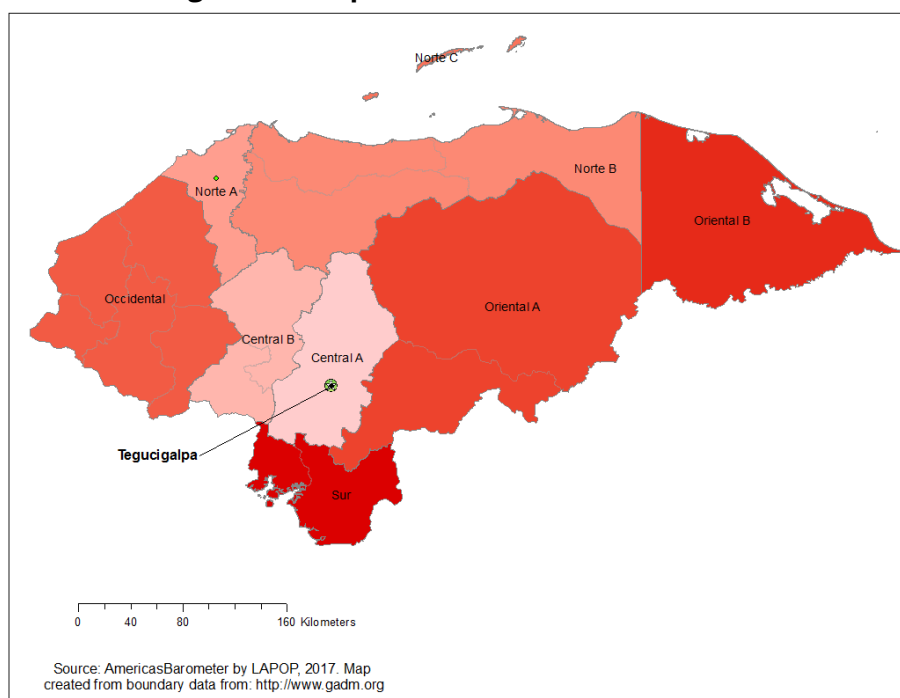 Norte C
Norte B
Norte A
Oriental B
Occidental
Oriental A
Central B
Central A
Tegucigalpa
Sur
0 40 80 160 Kilometers
Source: AmericasBarometer by LAPOP, 2017. Map
created from boundary data from: http://www.gadm.org